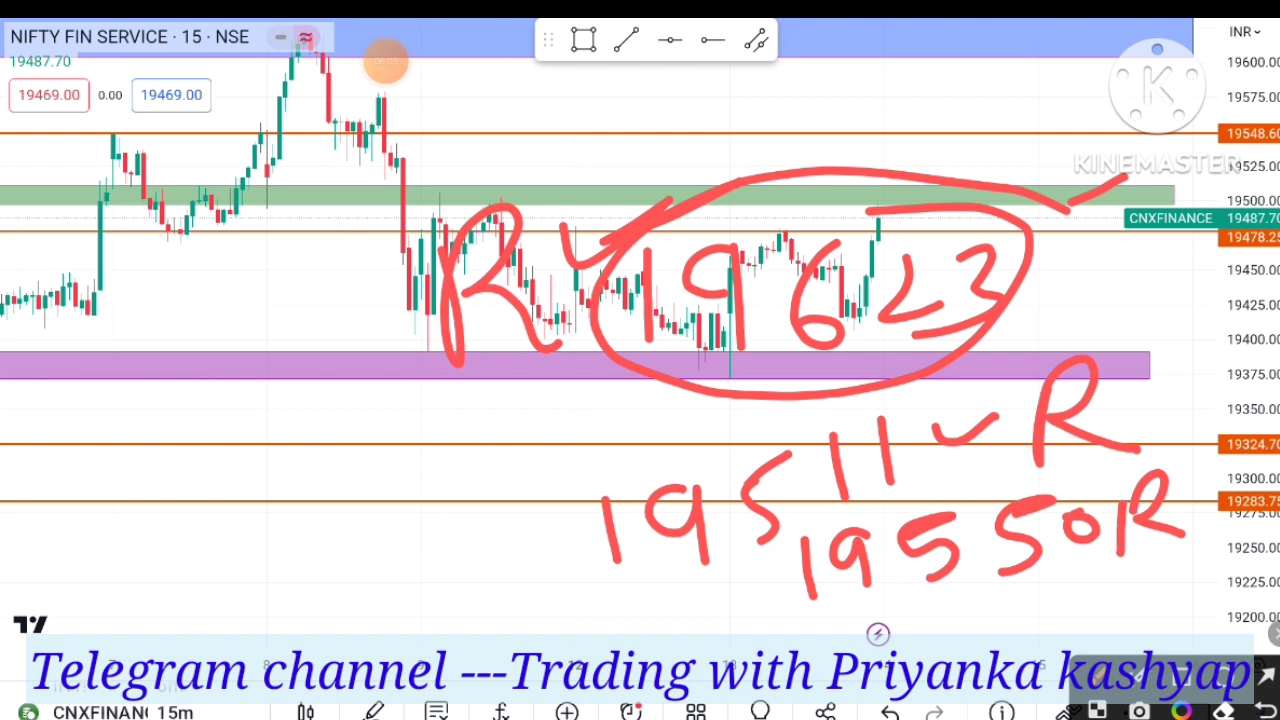 NIFTY FIN SERVICE · 15 · NSE
INR
19487.70
19469.00 0.00 19469.00
K
KINEMASTER
19600.00
19575.00
19548.60
19525.00
19500.00
CNXFINANCE 19487.70
19478.25
19450.00
19425.00
19400.00
19375.00
19350.00
19324.70
19300.00
19283.75
19275.00
19250.00
19225.00
19200.00
R 19623
19511 R
19550R
8
Telegram channel ---Trading with Priyanka kashyap
CNXFINAN 15m